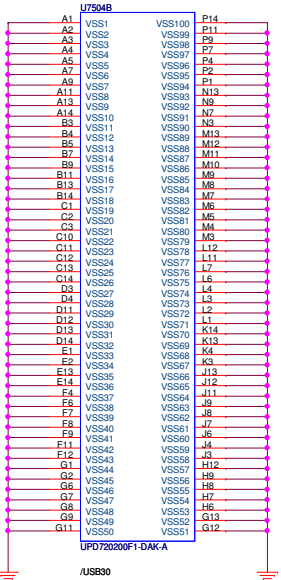 U7504B
A1 VSS1 VSS100 P14
A2 VSS2 VSS99 P11
A3 VSS3 VSS98 P9
A4 VSS4 VSS97 P7
A5 VSS5 VSS96 P4
A7 VSS6 VSS95 P2
A9 VSS7 VSS94 P1
A11 VSS8 VSS93 N13
A13 VSS9 VSS92 N9
A14 VSS10 VSS91 N7
B3 VSS11 VSS90 N3
B4 VSS12 VSS89 M13
B5 VSS13 VSS88 M12
B7 VSS14 VSS87 M11
B9 VSS15 VSS86 M10
B11 VSS16 VSS85 M9
B13 VSS17 VSS84 M8
B14 VSS18 VSS83 M7
C1 VSS19 VSS82 M6
C2 VSS20 VSS81 M5
C3 VSS21 VSS80 M4
C10 VSS22 VSS79 M3
C11 VSS23 VSS78 L12
C12 VSS24 VSS77 L11
C13 VSS25 VSS76 L7
C14 VSS26 VSS75 L6
D3 VSS27 VSS74 L4
D4 VSS28 VSS73 L3
D11 VSS29 VSS72 L2
D12 VSS30 VSS71 L1
D13 VSS31 VSS70 K14
D14 VSS32 VSS69 K13
E1 VSS33 VSS68 K4
E2 VSS34 VSS67 K3
E13 VSS35 VSS66 J13
E14 VSS36 VSS65 J12
F4 VSS37 VSS64 J11
F6 VSS38 VSS63 J9
F7 VSS39 VSS62 J8
F8 VSS40 VSS61 J7
F9 VSS41 VSS60 J6
F11 VSS42 VSS59 J4
F12 VSS43 VSS58 J3
G1 VSS44 VSS57 H12
G2 VSS45 VSS56 H9
G6 VSS46 VSS55 H8
G7 VSS47 VSS54 H7
G8 VSS48 VSS53 H6
G9 VSS49 VSS52 G13
G11 VSS50 VSS51 G12
UPD720200F1-DAK-A
/USB30